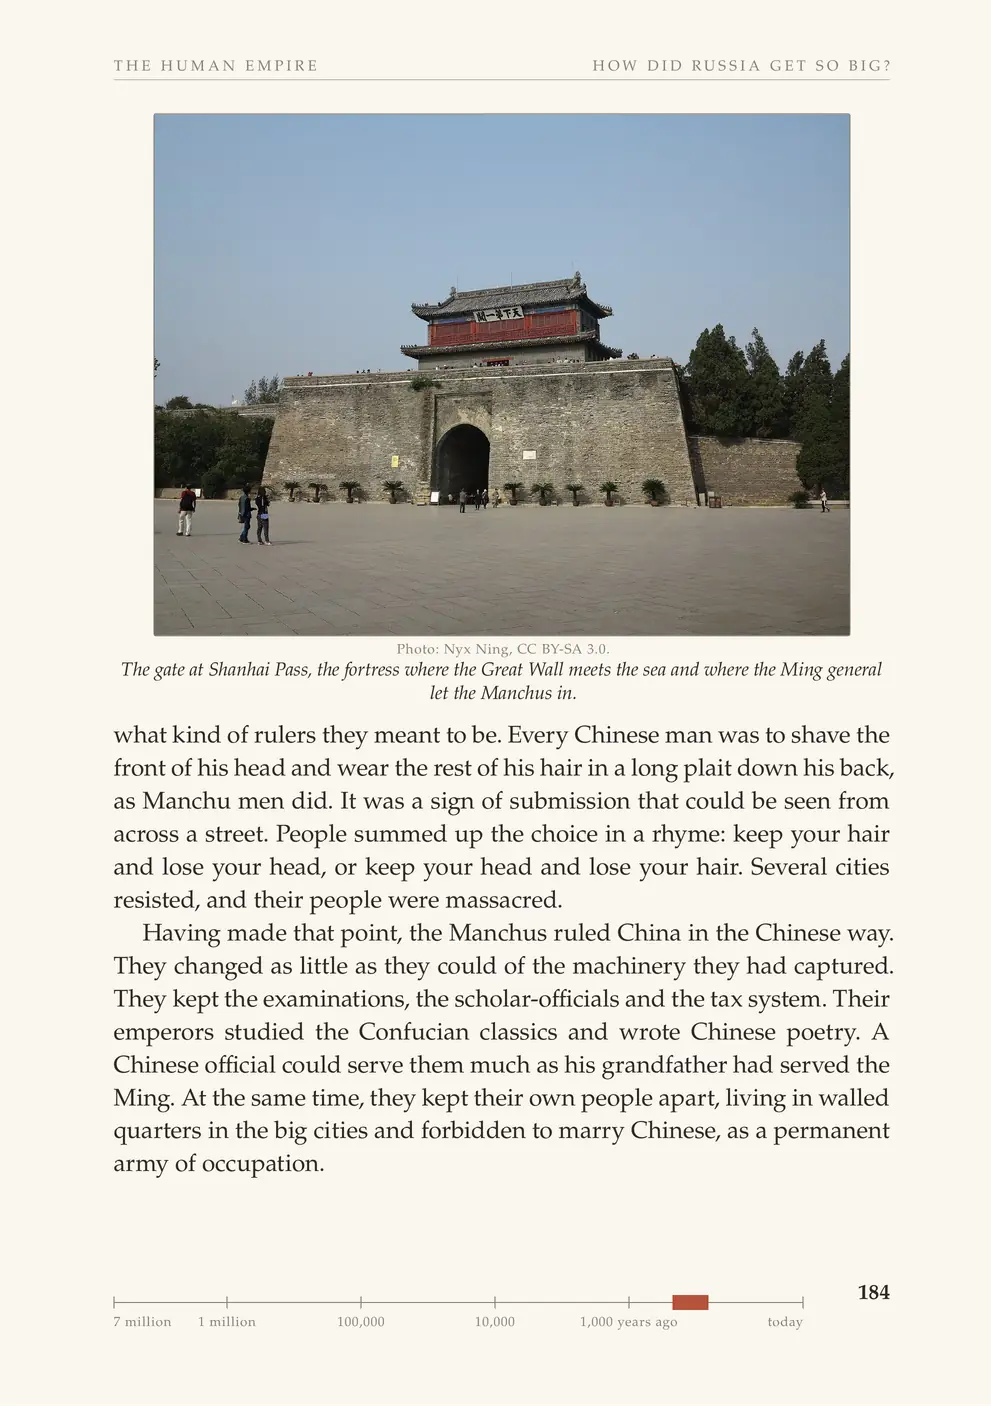 THE HUMAN EMPIRE
HOW DID RUSSIA GET SO BIG?
天下第一關
Photo: Nyx Ning, CC BY-SA 3.0.
The gate at Shanhai Pass, the fortress where the Great Wall meets the sea and where the Ming general
let the Manchus in.
what kind of rulers they meant to be. Every Chinese man was to shave the
front of his head and wear the rest of his hair in a long plait down his back,
as Manchu men did. It was a sign of submission that could be seen from
across a street. People summed up the choice in a rhyme: keep your hair
and lose your head, or keep your head and lose your hair. Several cities
resisted, and their people were massacred.
Having made that point, the Manchus ruled China in the Chinese way.
They changed as little as they could of the machinery they had captured.
They kept the examinations, the scholar-officials and the tax system. Their
emperors studied the Confucian classics and wrote Chinese poetry. A
Chinese official could serve them much as his grandfather had served the
Ming. At the same time, they kept their own people apart, living in walled
quarters in the big cities and forbidden to marry Chinese, as a permanent
army of occupation.
184
7 million 1 million 100,000 10,000 1,000 years ago today